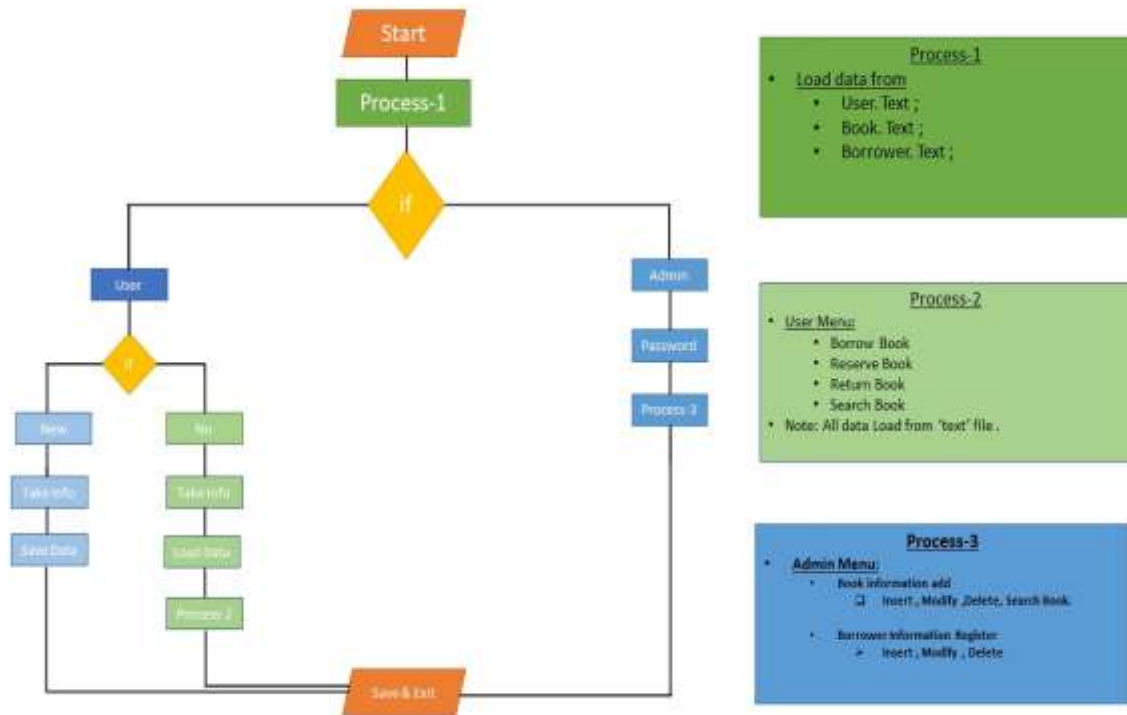 Start
Process-1
if
User
Admin
if
Password
New
No
Process-3
Take Info
Take Info
Save Data
Load Data
Process 2
Save & Exit
Process-1
• Load data from
• User. Text ;
• Book. Text ;
• Borrower. Text ;
Process-2
• User Menu:
• Borrow Book
• Reserve Book
• Return Book
• Search Book
• Note: All data Load from 'text' file .
Process-3
• Admin Menu:
• Book information add
❑ Insert , Modify ,Delete, Search Book.
• Borrower Information Register
➢ Insert , Modify , Delete